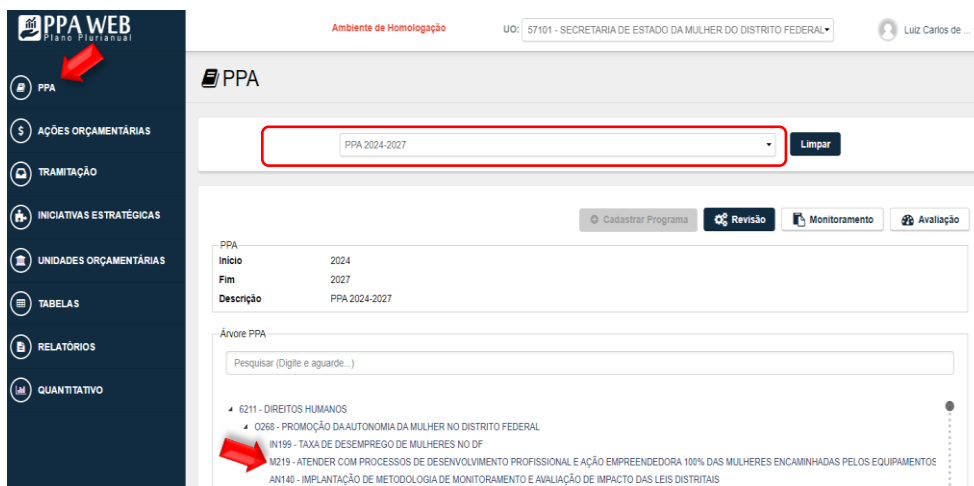 PPA WEB
Plano Plurianual
Ambiente de Homologação
UO: 57101 - SECRETARIA DE ESTADO DA MULHER DO DISTRITO FEDERAL
Luiz Carlos de ...
PPA
AÇÕES ORÇAMENTÁRIAS
TRAMITAÇÃO
INICIATIVAS ESTRATÉGICAS
UNIDADES ORÇAMENTÁRIAS
TABELAS
RELATÓRIOS
QUANTITATIVO
PPA
PPA 2024-2027
Limpar
Cadastrar Programa
Revisão
Monitoramento
Avaliação
PPA
Início 2024
Fim 2027
Descrição PPA 2024-2027
Árvore PPA
Pesquisar (Digite e aguarde...)
6211 - DIREITOS HUMANOS
O268 - PROMOÇÃO DA AUTONOMIA DA MULHER NO DISTRITO FEDERAL
IN199 - TAXA DE DESEMPREGO DE MULHERES NO DF
M219 - ATENDER COM PROCESSOS DE DESENVOLVIMENTO PROFISSIONAL E AÇÃO EMPREENDEDORA 100% DAS MULHERES ENCAMINHADAS PELOS EQUIPAMENTOS
AN140 - IMPLANTAÇÃO DE METODOLOGIA DE MONITORAMENTO E AVALIAÇÃO DE IMPACTO DAS LEIS DISTRITAIS